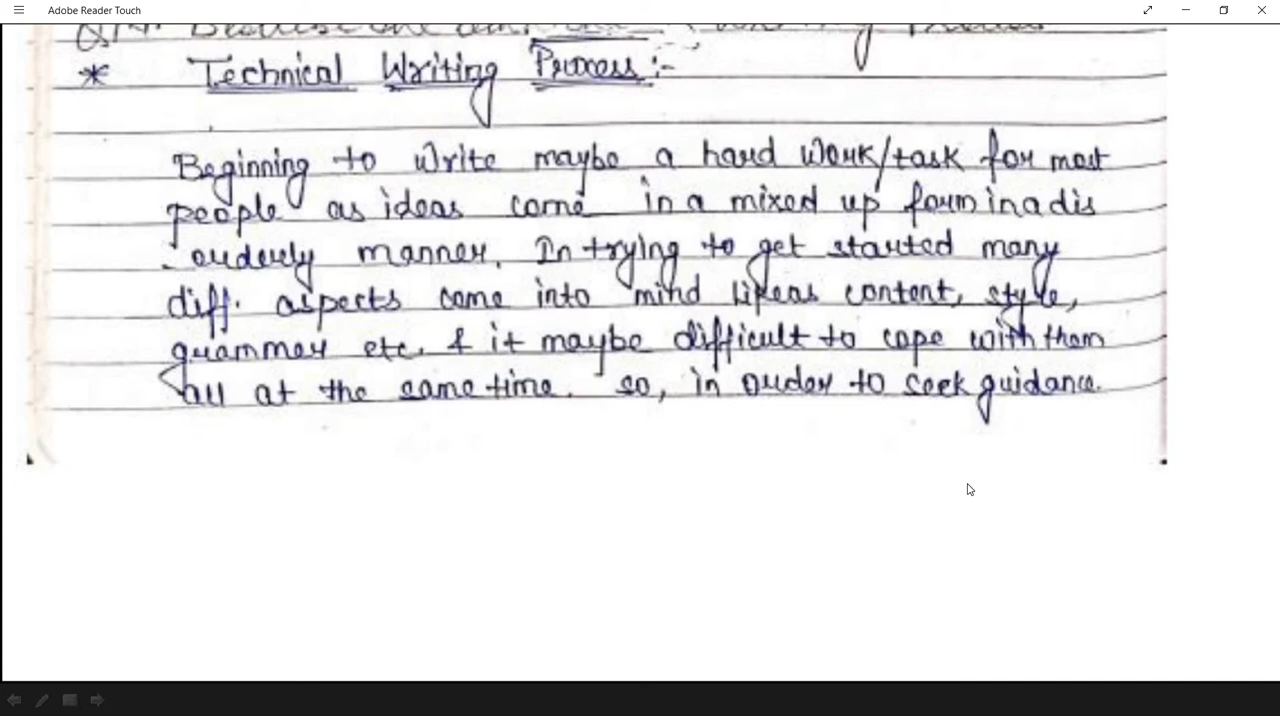 Adobe Reader Touch
* Technical Writing Process :-
Beginning to write maybe a hard work/task for most
people as ideas come in a mixed up form in a dis
-orderly manner. In trying to get started many
diff. aspects come into mind like as content, style,
grammer etc. & it maybe difficult to cope with them
all at the same time. so, in order to seek guidance.